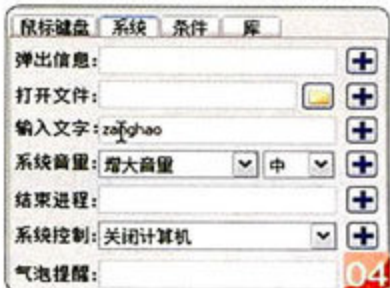 鼠标键盘 系统 条件 库
弹出信息:
打开文件:
输入文字: zanghao
系统音量: 增大音量 中
结束进程:
系统控制: 关闭计算机
气泡提醒:
04